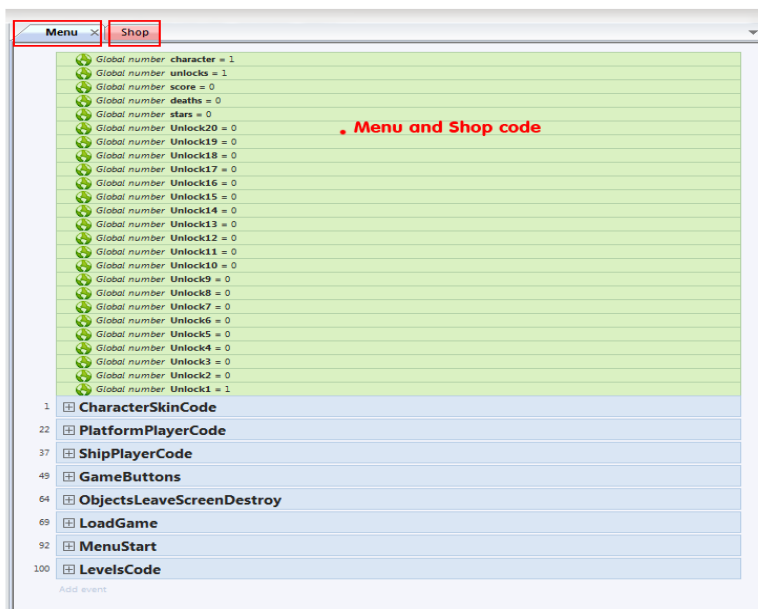 Menu × Shop
Global number character = 1
Global number unlocks = 1
Global number score = 0
Global number deaths = 0
Global number stars = 0
Global number Unlock20 = 0
. Menu and Shop code
Global number Unlock19 = 0
Global number Unlock18 = 0
Global number Unlock17 = 0
Global number Unlock16 = 0
Global number Unlock15 = 0
Global number Unlock14 = 0
Global number Unlock13 = 0
Global number Unlock12 = 0
Global number Unlock11 = 0
Global number Unlock10 = 0
Global number Unlock9 = 0
Global number Unlock8 = 0
Global number Unlock7 = 0
Global number Unlock6 = 0
Global number Unlock5 = 0
Global number Unlock4 = 0
Global number Unlock3 = 0
Global number Unlock2 = 0
Global number Unlock1 = 1
1 CharacterSkinCode
22 PlatformPlayerCode
37 ShipPlayerCode
49 GameButtons
64 ObjectsLeaveScreenDestroy
69 LoadGame
92 MenuStart
100 LevelsCode
Add event